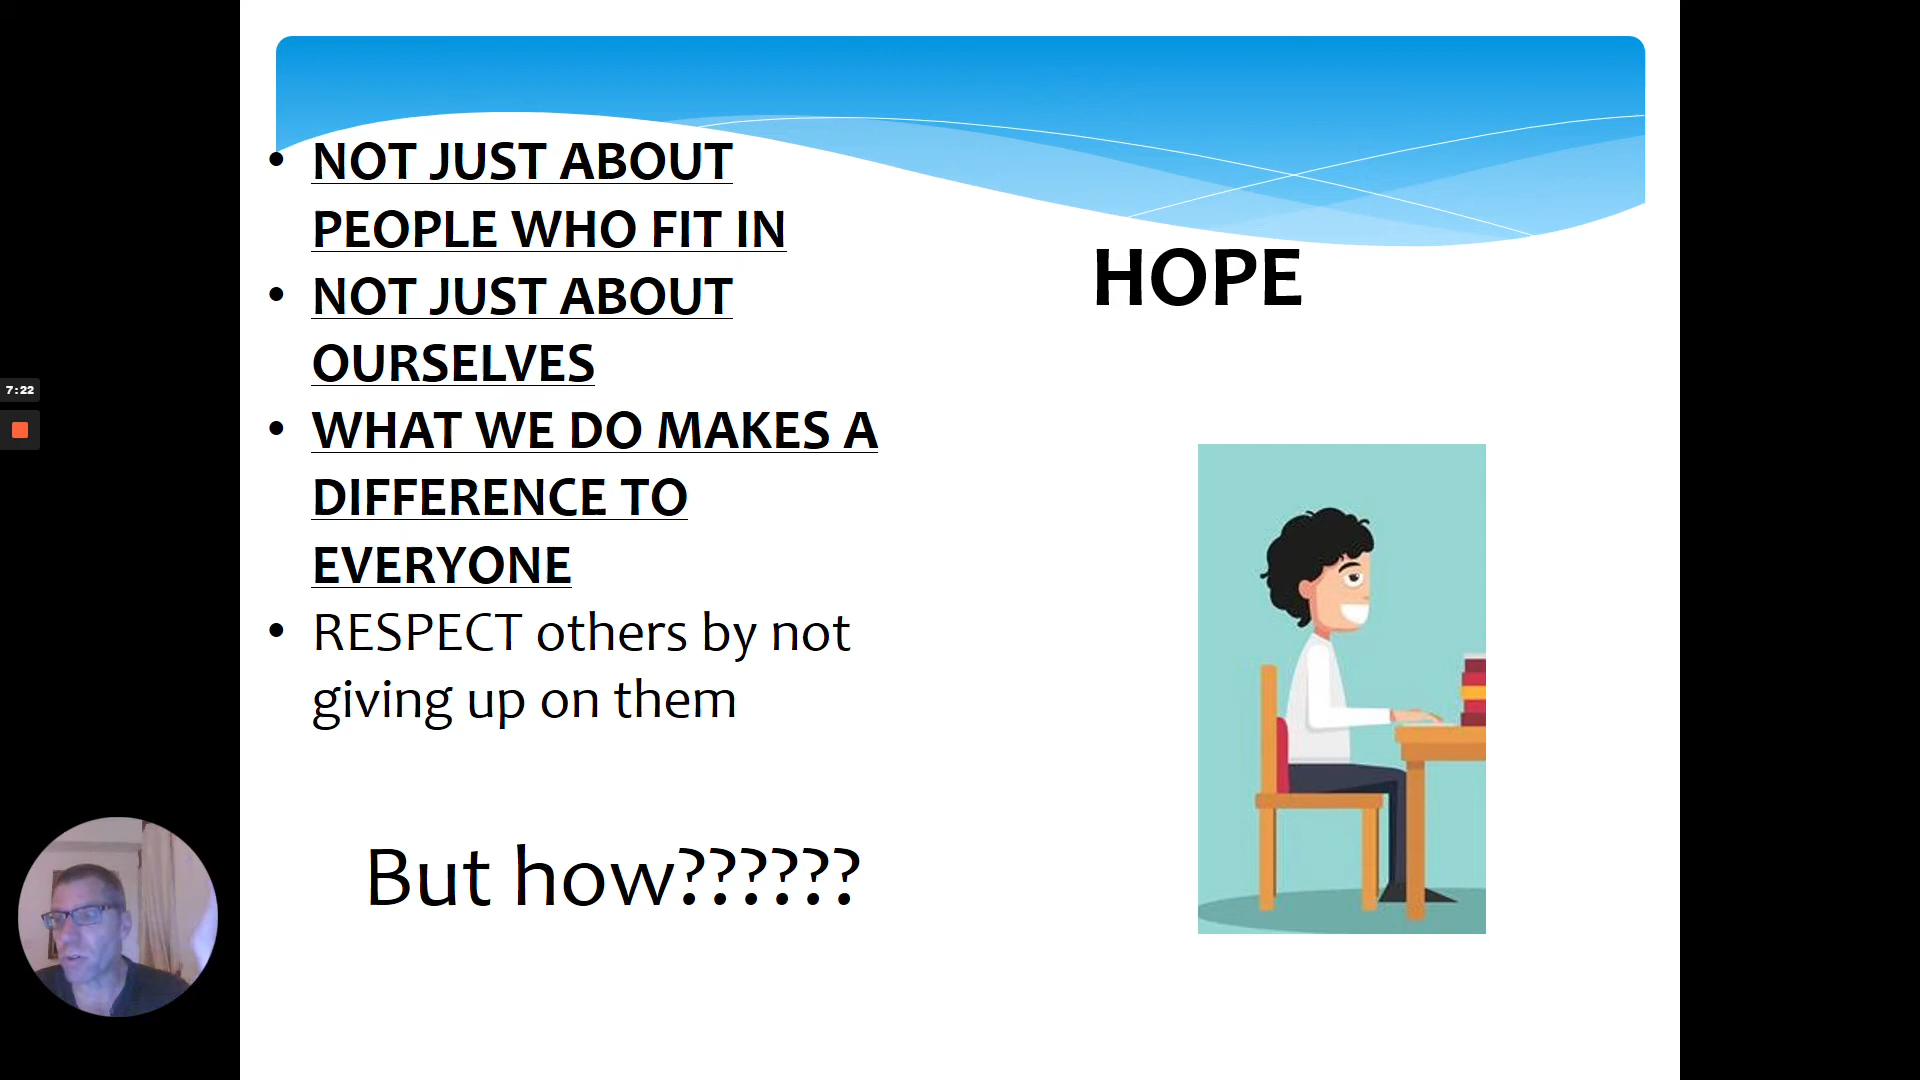 • NOT JUST ABOUT
PEOPLE WHO FIT IN
• NOT JUST ABOUT
OURSELVES
• WHAT WE DO MAKES A
DIFFERENCE TO
EVERYONE
• RESPECT others by not
giving up on them
But how??????
HOPE
7:22